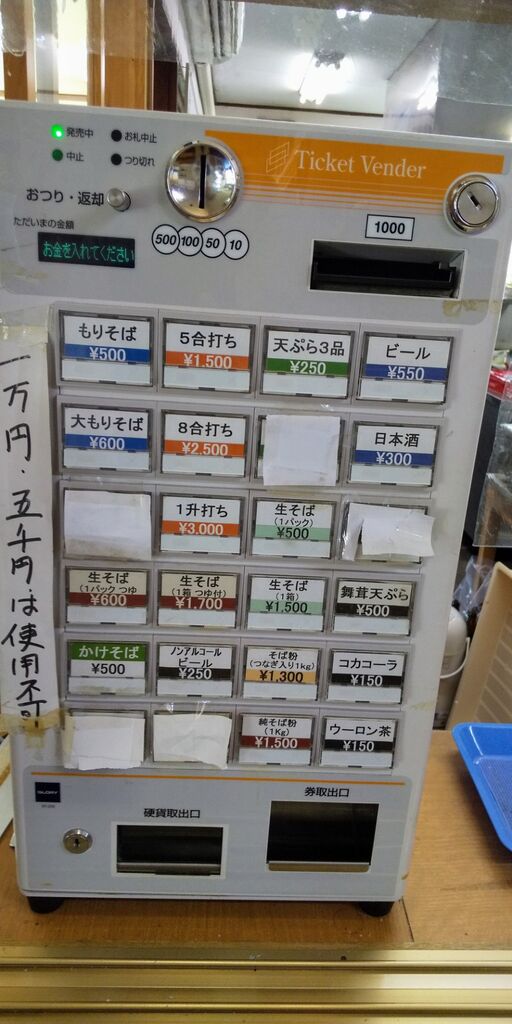 発売中
お札中止
中止
つり切れ
Ticket Vender
おつり・返却
ただいまの金額
お金を入れてください
500 100 50 10
1000
もりそば
¥500
5合打ち
¥1,500
天ぷら3品
¥250
ビール
¥550
大もりそば
¥600
8合打ち
¥2,500
日本酒
¥300
1升打ち
¥3,000
生そば
(1パック)
¥500
生そば
(1パック つゆ)
¥600
生そば
(1箱 つゆ付)
¥1,700
生そば
(1箱)
¥1,500
舞茸天ぷら
¥500
かけそば
¥500
ノンアルコール
ビール
¥250
そば粉
(つなぎ入り1kg)
¥1,300
コカコーラ
¥150
純そば粉
(1Kg)
¥1,500
ウーロン茶
¥150
一万円・五千円は使用不可
GLORY
硬貨取出口
券取出口